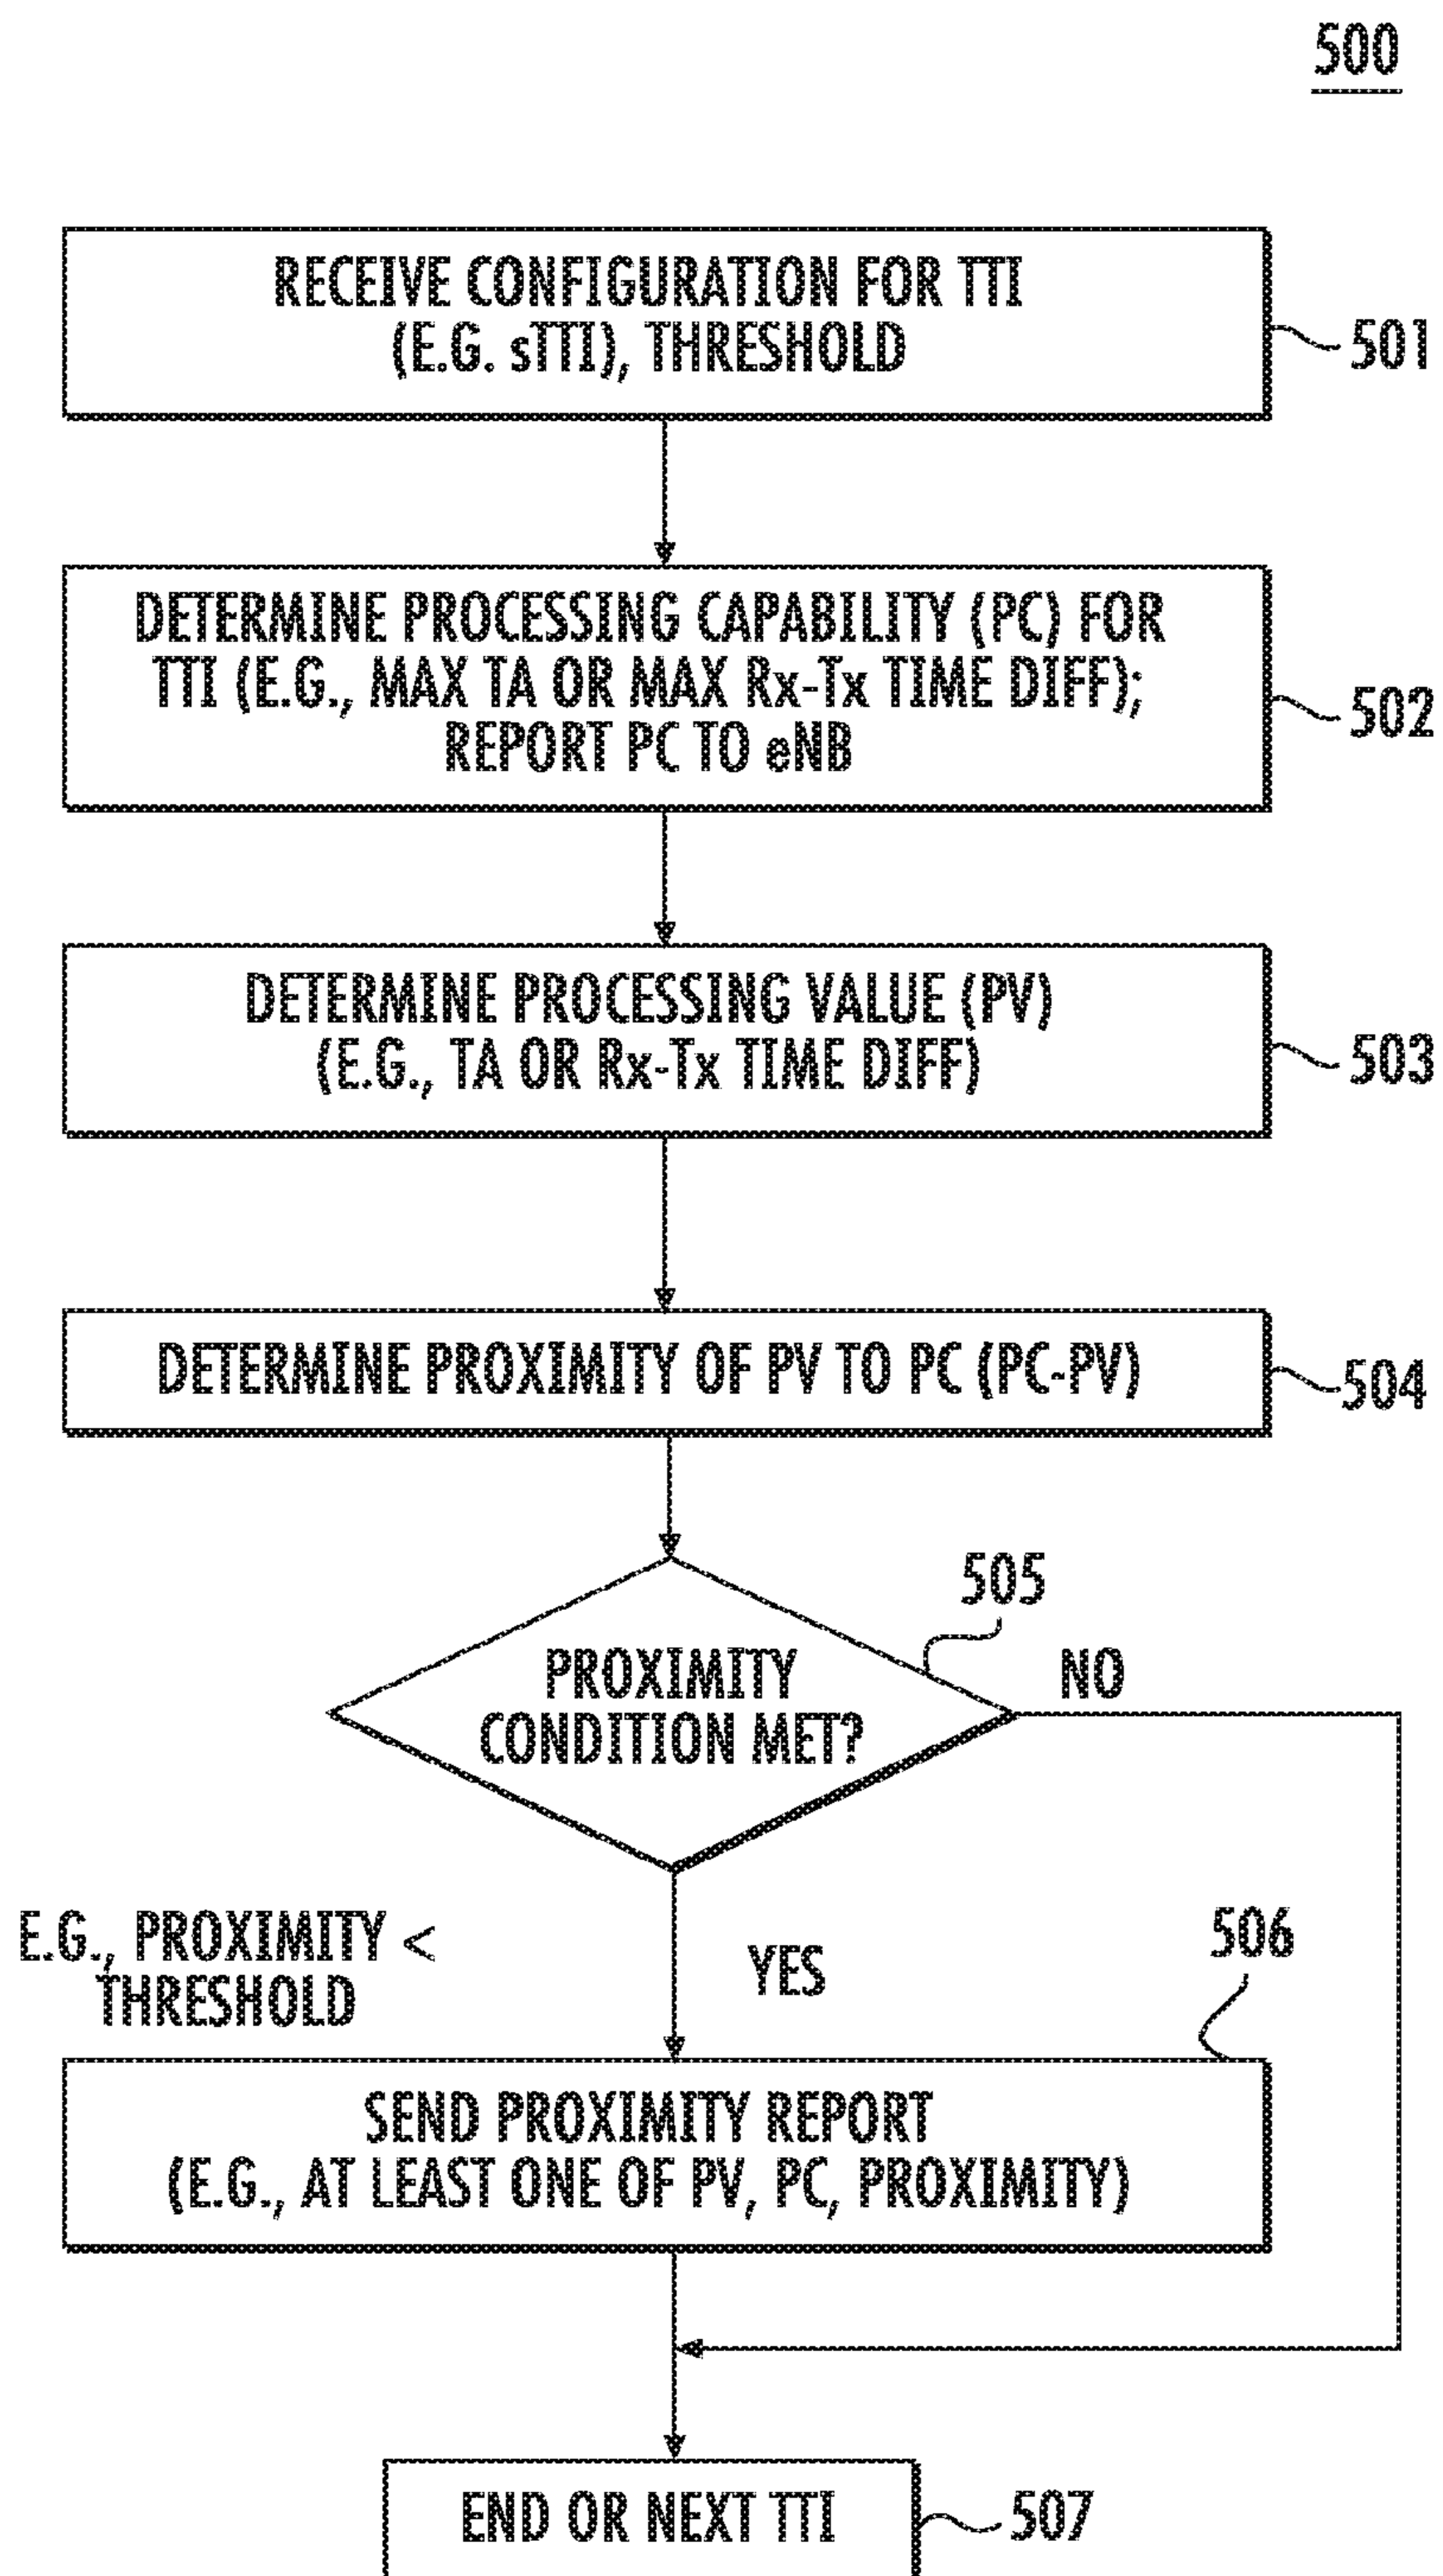 500
RECEIVE CONFIGURATION FOR TTI
(E.G. sTTI), THRESHOLD
501
DETERMINE PROCESSING CAPABILITY (PC) FOR
TTI (E.G., MAX TA OR MAX Rx-Tx TIME DIFF);
REPORT PC TO eNB
502
DETERMINE PROCESSING VALUE (PV)
(E.G., TA OR Rx-Tx TIME DIFF)
503
DETERMINE PROXIMITY OF PV TO PC (PC-PV)
504
505
PROXIMITY
CONDITION MET?
NO
E.G., PROXIMITY <
THRESHOLD
YES
506
SEND PROXIMITY REPORT
(E.G., AT LEAST ONE OF PV, PC, PROXIMITY)
END OR NEXT TTI
507